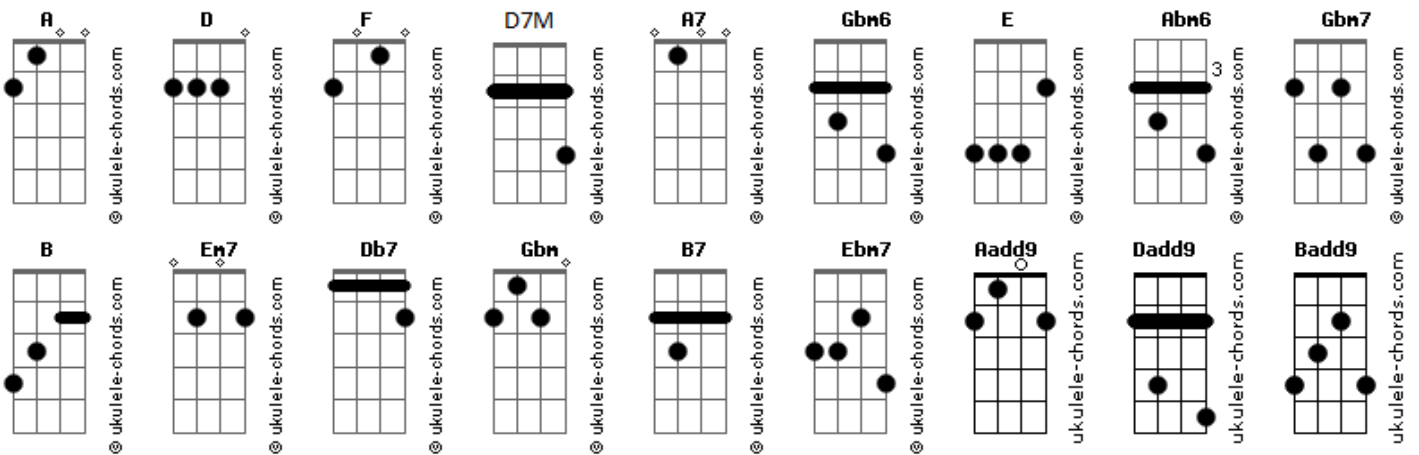 A D F D7M A7 Gbm6 E Abm6 Gbm7
3
© ukulele-chords.com © ukulele-chords.com © ukulele-chords.com © ukulele-chords.com © ukulele-chords.com © ukulele-chords.com © ukulele-chords.com © ukulele-chords.com © ukulele-chords.com
B Em7 Db7 Gbm B7 Ebm7 Aadd9 Dadd9 Badd9
© ukulele-chords.com © ukulele-chords.com © ukulele-chords.com © ukulele-chords.com © ukulele-chords.com © ukulele-chords.com ukulele-chords.com ukulele-chords.com ukulele-chords.com